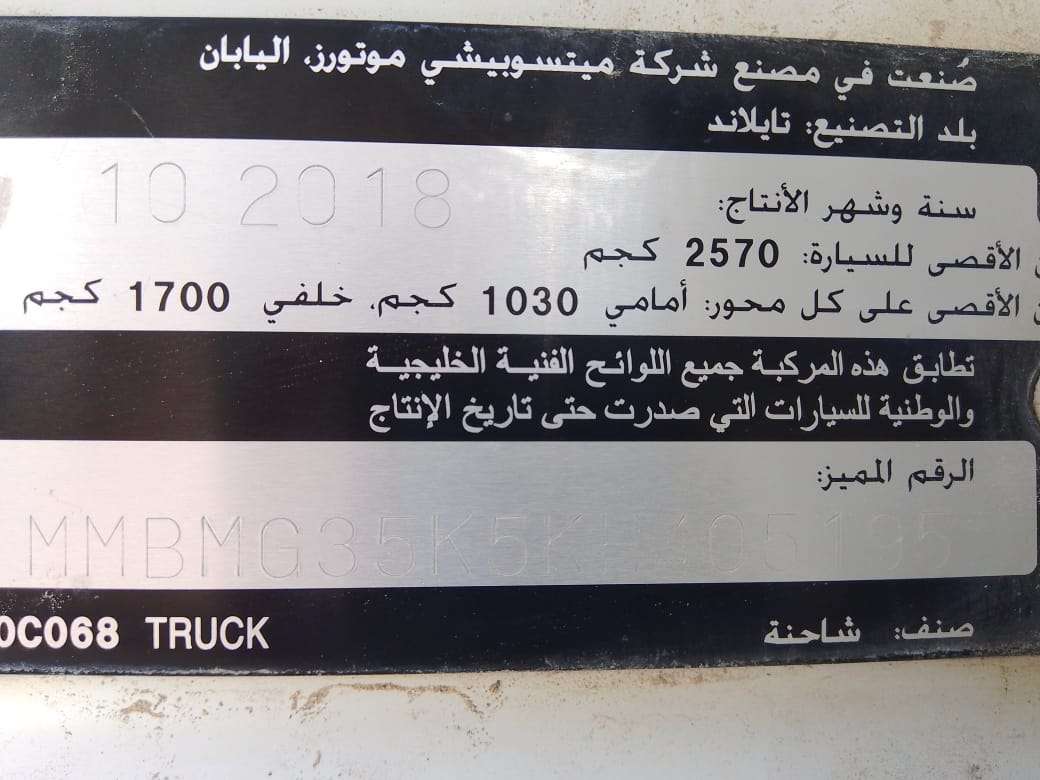 صُنعت في مصنع شركة ميتسوبيشي موتورز، اليابان
بلد التصنيع: تايلاند
سنة وشهر الأنتاج: 10 2018
الأقصى للسيارة: 2570 كجم
الأقصى على كل محور: أمامي 1030 كجم، خلفي 1700 كجم
تطابق هذه المركبة جميع اللوائح الفنية الخليجية
والوطنية للسيارات التي صدرت حتى تاريخ الإنتاج
الرقم المميز:
صنف: شاحنة 0C068 TRUCK